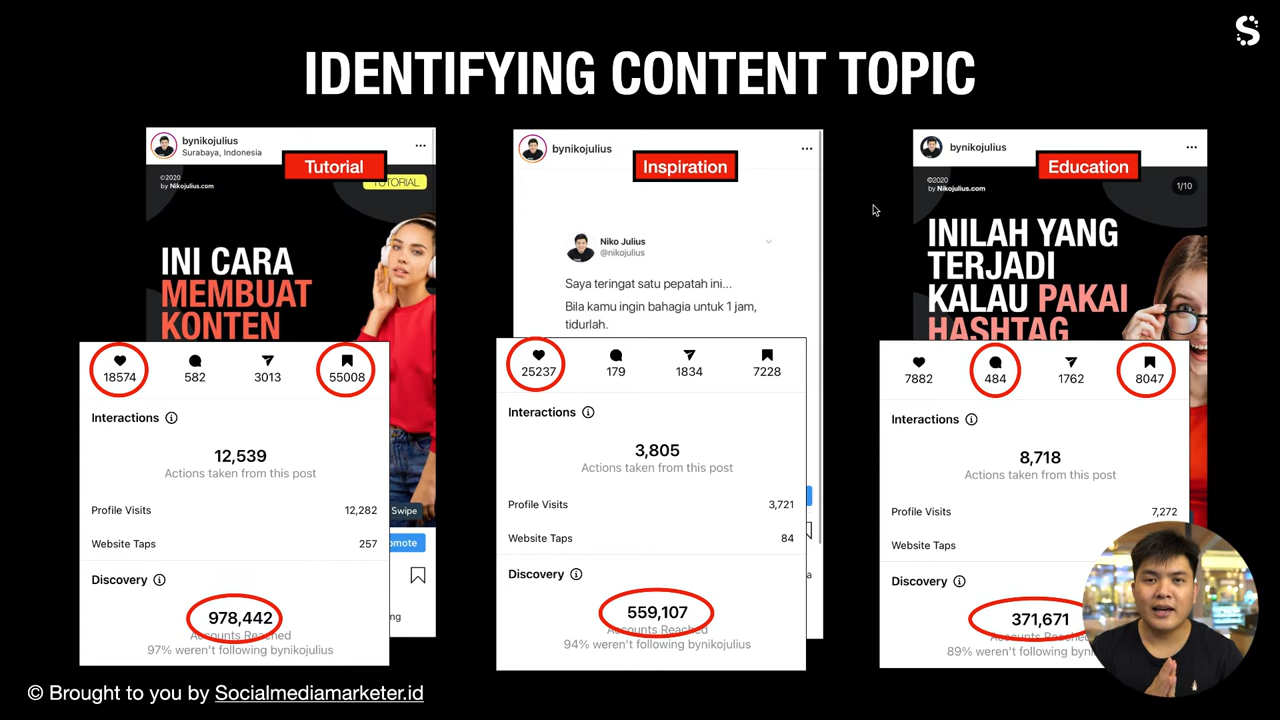 S
IDENTIFYING CONTENT TOPIC
bynikojulius
Surabaya, Indonesia
Tutorial
©2020
by Nikojulius.com
TUTORIAL
INI CARA
MEMBUAT
KONTEN
18574
582
3013
55008
Interactions
12,539
Actions taken from this post
Profile Visits
12,282
Website Taps
257
Discovery
978,442
Accounts Reached
97% weren't following bynikojulius
Swipe
bynikojulius
Inspiration
Niko Julius
@nikojulius
Saya teringat satu pepatah ini...
Bila kamu ingin bahagia untuk 1 jam,
tidurlah.
25237
179
1834
7228
Interactions
3,805
Actions taken from this post
Profile Visits
3,721
Website Taps
84
Discovery
559,107
Accounts Reached
94% weren't following bynikojulius
bynikojulius
Education
©2020
by Nikojulius.com
1/10
INILAH YANG
TERJADI
KALAU PAKAI
HASHTAG
7882
484
1762
8047
Interactions
8,718
Actions taken from this post
Profile Visits
7,272
Website Taps
Discovery
371,671
Accounts Reached
89% weren't following
© Brought to you by Socialmediamarketer.id